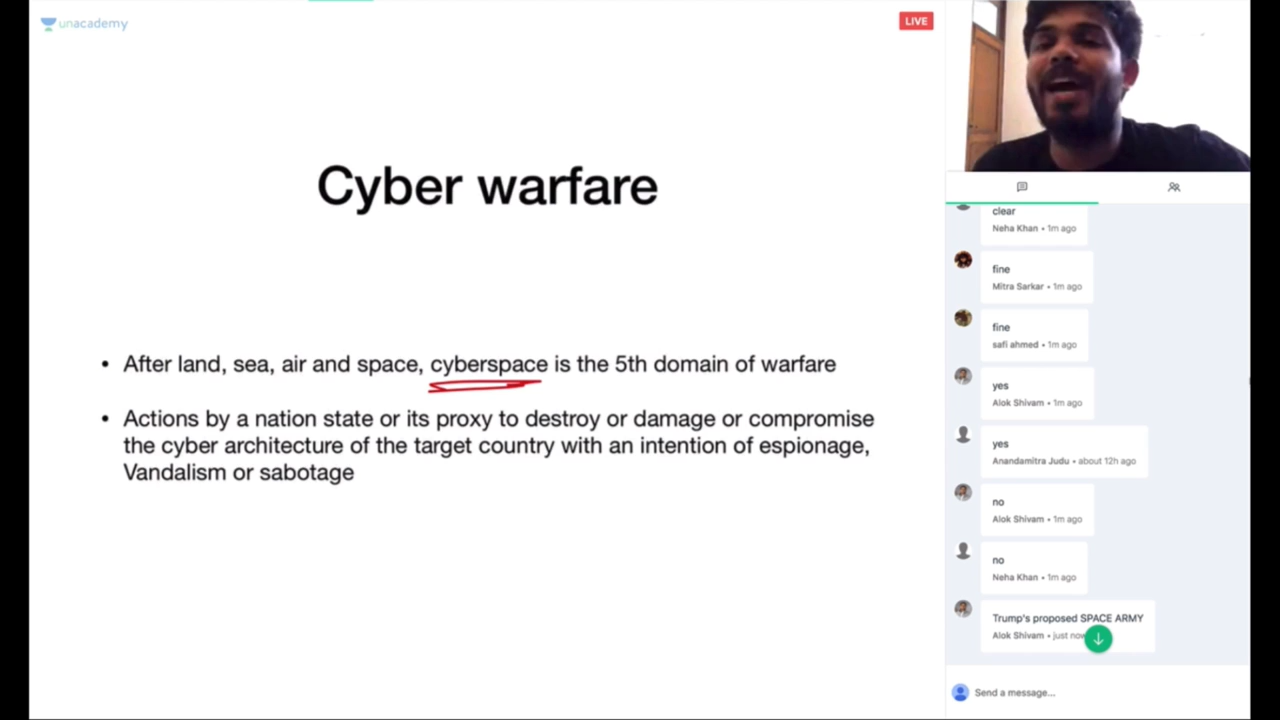 unacademy
LIVE
Cyber warfare
• After land, sea, air and space, cyberspace is the 5th domain of warfare
• Actions by a nation state or its proxy to destroy or damage or compromise
the cyber architecture of the target country with an intention of espionage,
Vandalism or sabotage
clear
Neha Khan • 1m ago
fine
Mitra Sarkar • 1m ago
fine
safi ahmed • 1m ago
yes
Alok Shivam • 1m ago
yes
Anandamitra Judu • about 12h ago
no
Alok Shivam • 1m ago
no
Neha Khan • 1m ago
Trump's proposed SPACE ARMY
Alok Shivam • just now
Send a message...